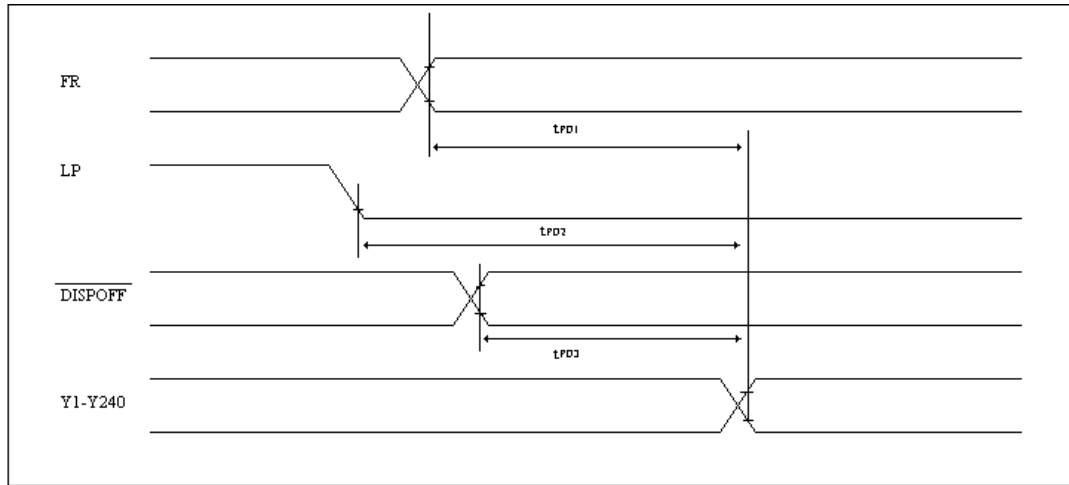 FR
tPD1
LP
tPD2
DISPOFF
tPD3
Y1-Y240